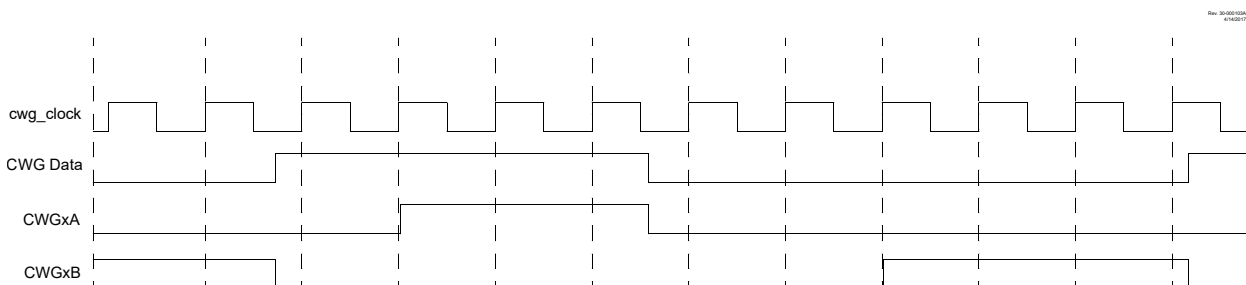 Rev. 30-000103A
4/14/2017
cwg_clock
CWG Data
CWGxA
CWGxB